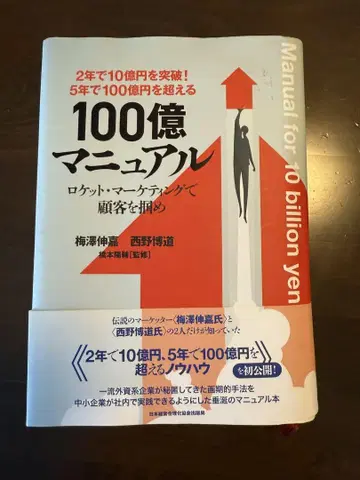 2年で10億円を突破!
5年で100億円を超える
100億
マニュアル
ロケット・マーケティングで
顧客を掴め
梅澤伸嘉 西野博道
橋本陽輔[監修]
Manual for 10 billion yen
伝説のマーケッター〈梅澤伸嘉氏〉と
〈西野博道氏〉の2人だけが知っていた
《2年で10億円、5年で100億円を
超えるノウハウ》
を初公開!
一流外資系企業が秘匿してきた画期的手法を
中小企業が社内で実践できるようにした垂涎のマニュアル本
日本経営合理化協会出版局